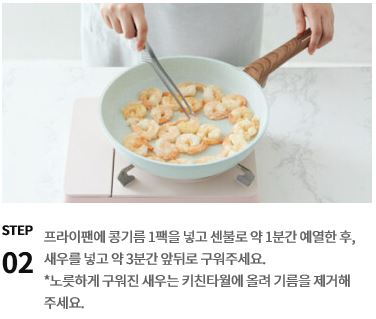 STEP
02
프라이팬에 콩기름 1팩을 넣고 센불로 약 1분간 예열한 후,
새우를 넣고 약 3분간 앞뒤로 구워주세요.
*노릇하게 구워진 새우는 키친타월에 올려 기름을 제거해
주세요.